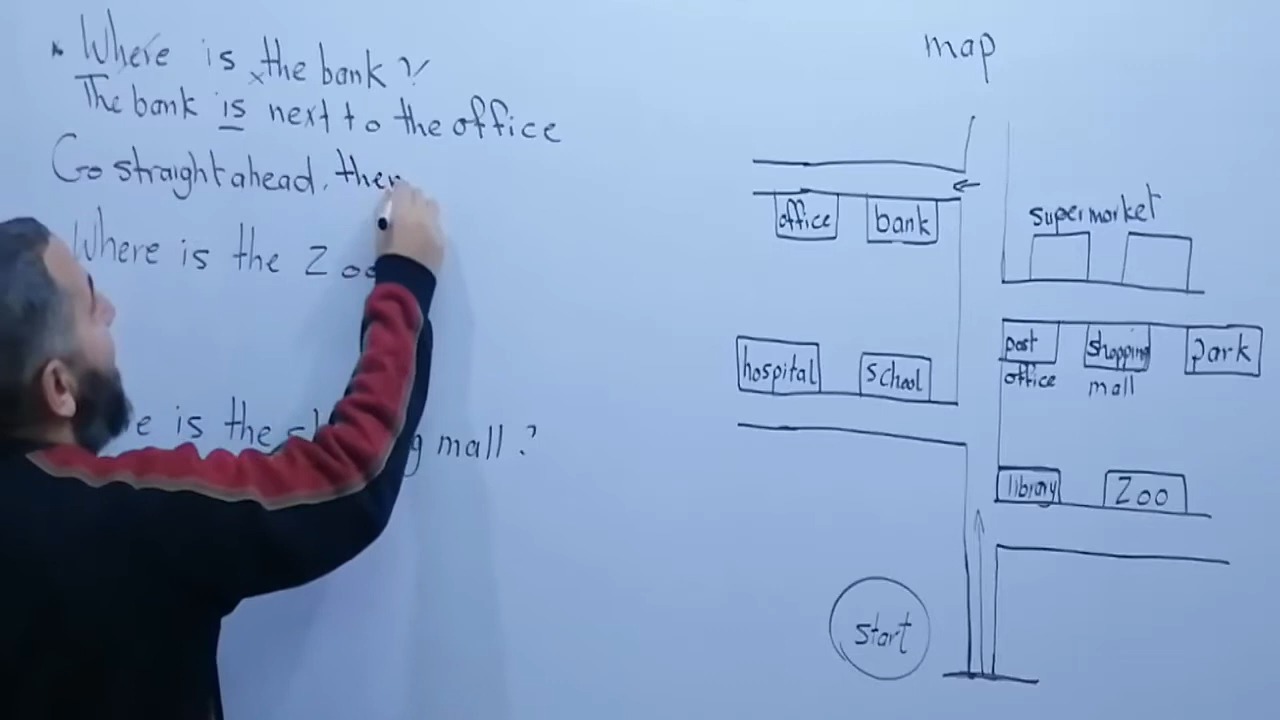 Where is the bank?
The bank is next to the office
Go straight ahead, then
Where is the Zoo
is the mall ?
map
office
bank
supermarket
hospital
school
post
office
shopping
mall
park
library
Zoo
start